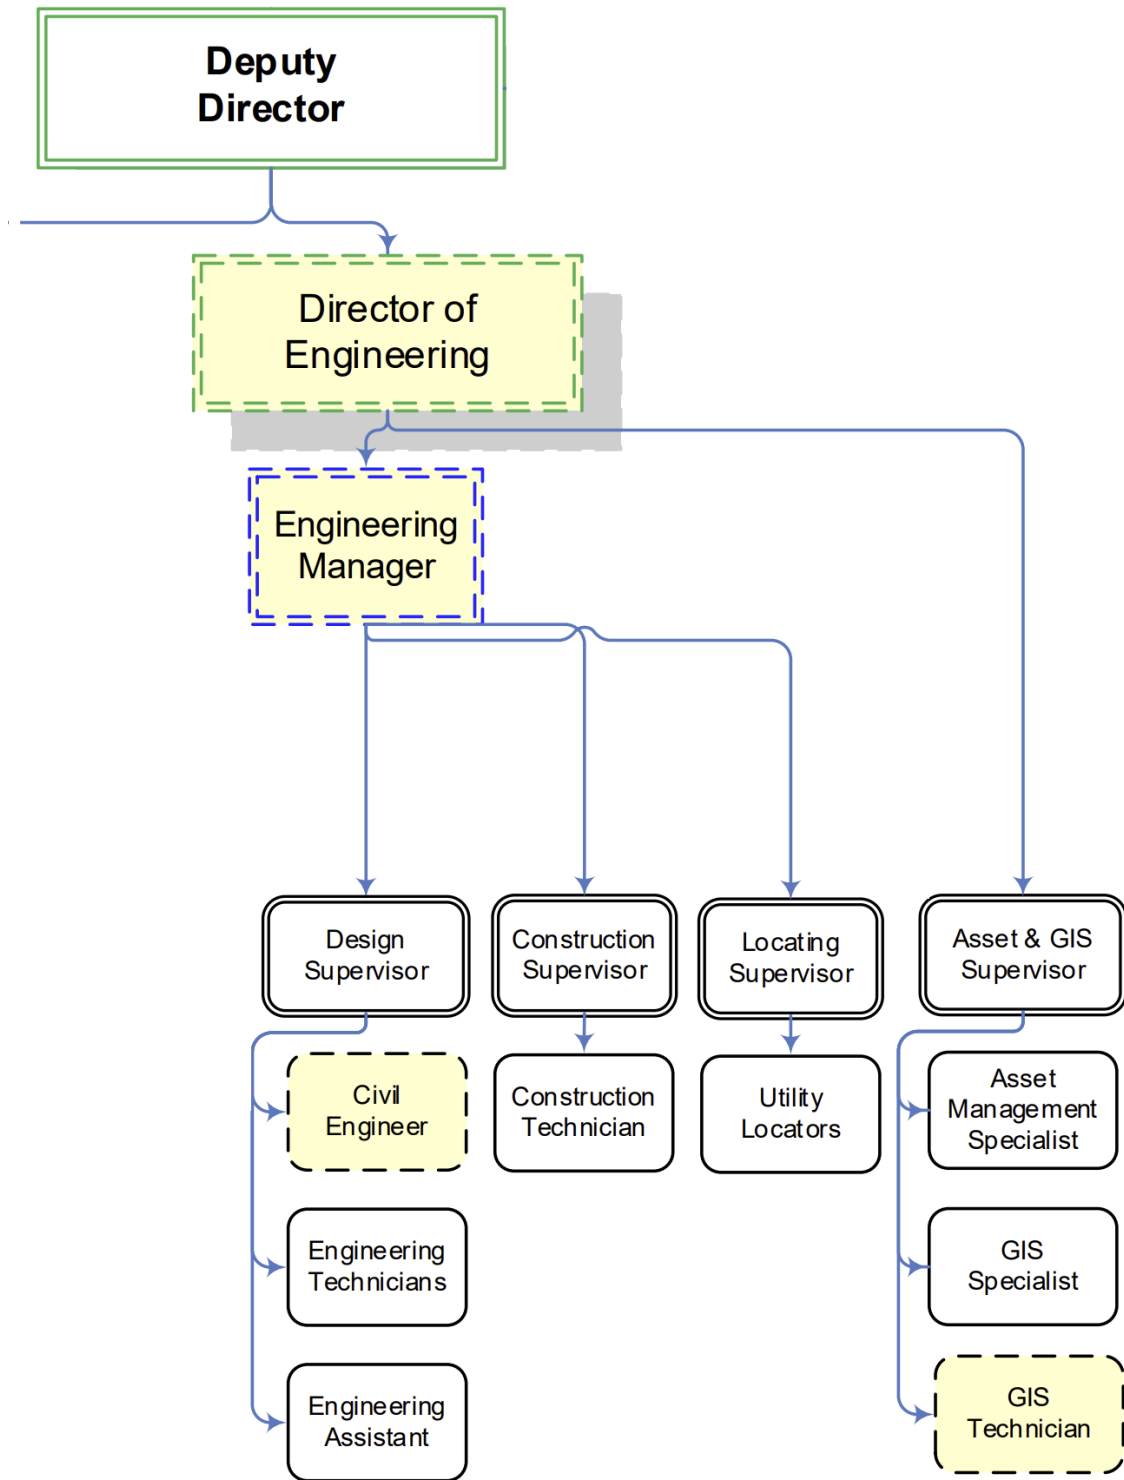 Deputy
Director
Director of
Engineering
Engineering
Manager
Design
Supervisor
Construction
Supervisor
Locating
Supervisor
Asset & GIS
Supervisor
Civil
Engineer
Construction
Technician
Utility
Locators
Asset
Management
Specialist
Engineering
Technicians
GIS
Specialist
Engineering
Assistant
GIS
Technician